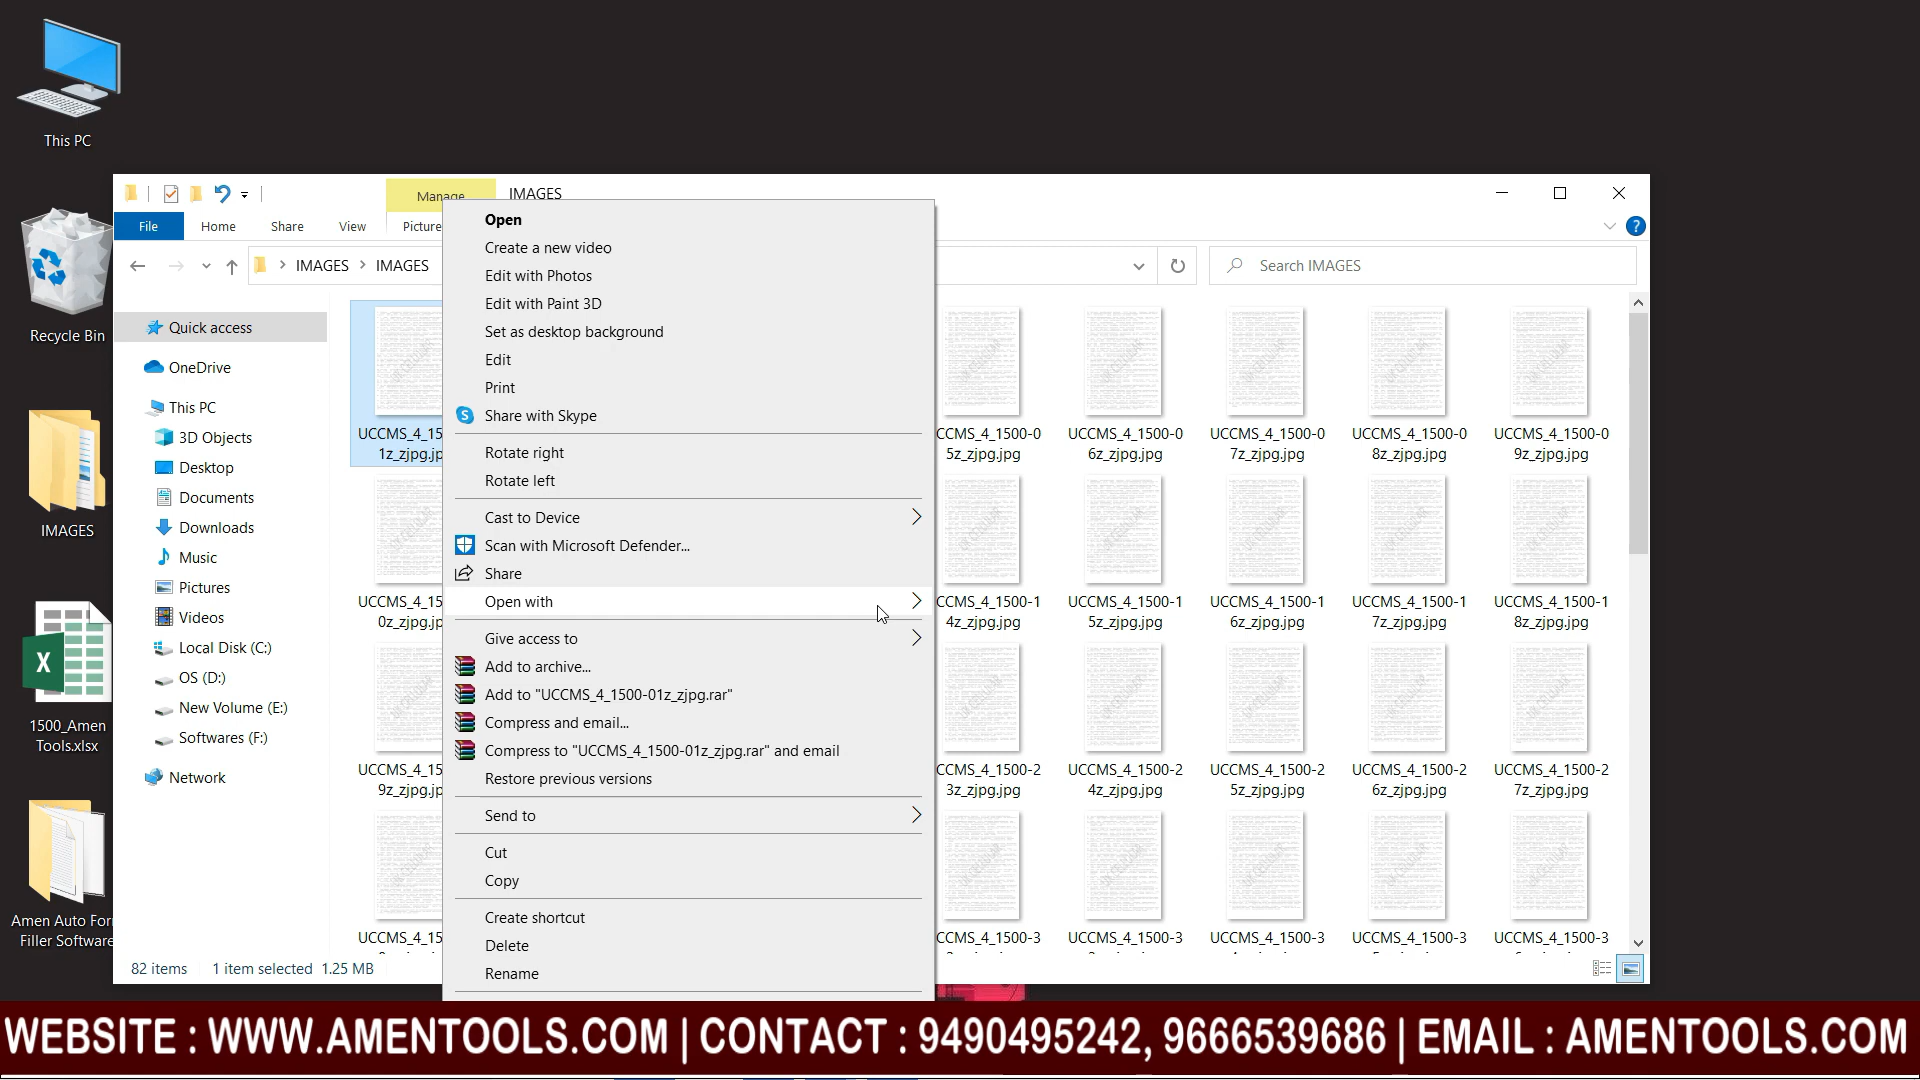 This PC
Recycle Bin
IMAGES
1500_Amen
Tools.xlsx
Amen Auto For
Filler Software
Manage
IMAGES
File
Home
Share
View
Picture
IMAGES
IMAGES
Search IMAGES
Quick access
OneDrive
This PC
3D Objects
Desktop
Documents
Downloads
Music
Pictures
Videos
Local Disk (C:)
OS (D:)
New Volume (E:)
Softwares (F:)
Network
Open
Create a new video
Edit with Photos
Edit with Paint 3D
Set as desktop background
Edit
Print
Share with Skype
Rotate right
Rotate left
Cast to Device
Scan with Microsoft Defender...
Share
Open with
Give access to
Add to archive...
Add to "UCCMS_4_1500-01z_zjpg.rar"
Compress and email...
Compress to "UCCMS_4_1500-01z_zjpg.rar" and email
Restore previous versions
Send to
Cut
Copy
Create shortcut
Delete
Rename
UCCMS_4_15
1z_zjpg.jp
CCMS_4_1500-0
5z_zjpg.jpg
UCCMS_4_1500-0
6z_zjpg.jpg
UCCMS_4_1500-0
7z_zjpg.jpg
UCCMS_4_1500-0
8z_zjpg.jpg
UCCMS_4_1500-0
9z_zjpg.jpg
UCCMS_4_15
0z_zjpg.jp
CCMS_4_1500-1
4z_zjpg.jpg
UCCMS_4_1500-1
5z_zjpg.jpg
UCCMS_4_1500-1
6z_zjpg.jpg
UCCMS_4_1500-1
7z_zjpg.jpg
UCCMS_4_1500-1
8z_zjpg.jpg
UCCMS_4_15
9z_zjpg.jp
CCMS_4_1500-2
3z_zjpg.jpg
UCCMS_4_1500-2
4z_zjpg.jpg
UCCMS_4_1500-2
5z_zjpg.jpg
UCCMS_4_1500-2
6z_zjpg.jpg
UCCMS_4_1500-2
7z_zjpg.jpg
UCCMS_4_15
CCMS_4_1500-3
UCCMS_4_1500-3
UCCMS_4_1500-3
UCCMS_4_1500-3
UCCMS_4_1500-3
82 items
1 item selected 1.25 MB
WEBSITE : WWW.AMENTOOLS.COM | CONTACT : 9490495242, 9666539686 | EMAIL : AMENTOOLS.COM